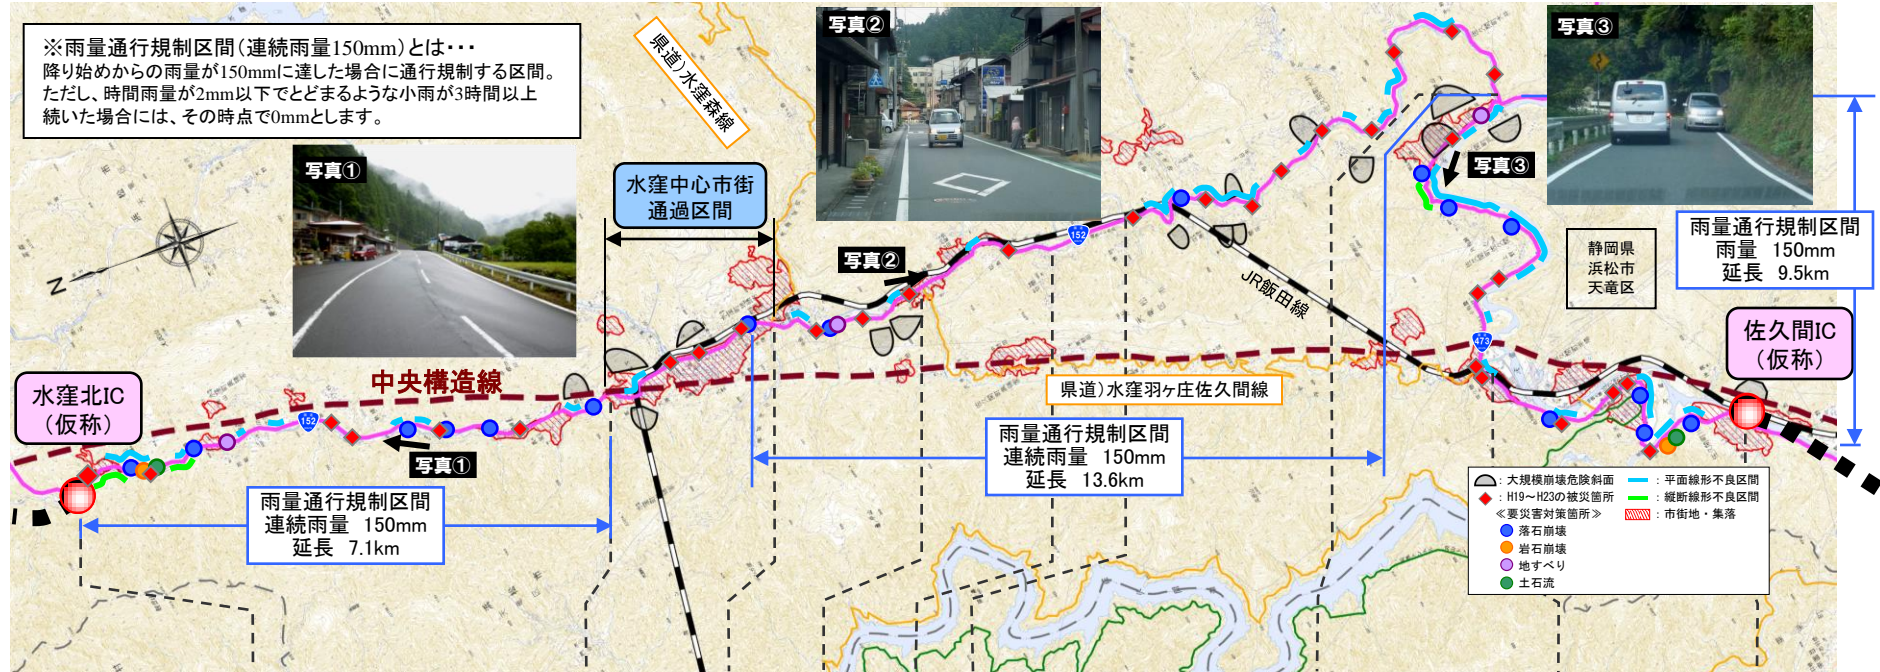 ※雨量通行規制区間(連続雨量150mm)とは・・・
降り始めからの雨量が150mmに達した場合に通行規制する区間。
ただし、時間雨量が2mm以下でとどまるような小雨が3時間以上
続いた場合には、その時点で0mmとします。
県道)水窪森線
写真②
写真③
写真①
水窪中心市街
通過区間
写真③
N
写真②
152
JR飯田線
静岡県
浜松市
天竜区
雨量通行規制区間
雨量 150mm
延長 9.5km
水窪北IC
(仮称)
中央構造線
152
写真①
473
佐久間IC
(仮称)
県道)水窪羽ヶ庄佐久間線
雨量通行規制区間
連続雨量 150mm
延長 7.1km
雨量通行規制区間
連続雨量 150mm
延長 13.6km
:大規模崩壊危険斜面
:平面線形不良区間
:H19~H23の被災箇所
:縦断線形不良区間
≪要災害対策箇所≫
:市街地・集落
:落石崩壊
:岩石崩壊
:地すべり
:土石流